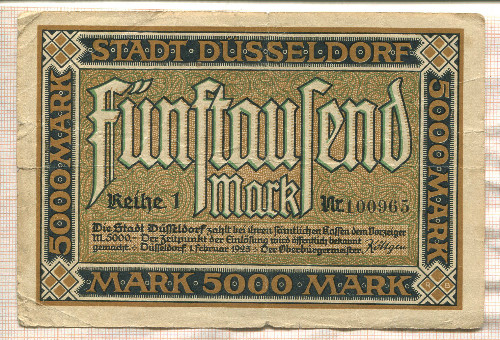 STADT DÜSSELDORF
5000 MARK
5000 MARK
Fünftausend
Mark
Reihe 1
Nr. 100965
Die Stadt Düsseldorf zahlt bei ihren sämtlichen Kassen dem Vorzeiger
M. 5000.- Der Zeitpunkt der Einlösung wird öffentlich bekannt
gemacht. Düsseldorf 1. Februar 1923 - Der Oberbürgermeister
MARK 5000 MARK